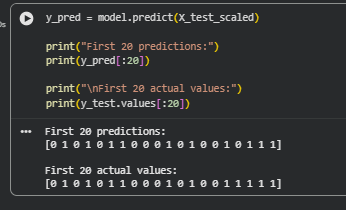 0s
y_pred = model.predict(X_test_scaled)
print("First 20 predictions:")
print(y_pred[:20])
print("\nFirst 20 actual values:")
print(y_test.values[:20])
First 20 predictions:
[0 1 0 1 0 1 1 0 0 0 1 0 1 0 0 1 0 1 1 1]
First 20 actual values:
[0 1 0 1 0 1 1 0 0 0 1 0 1 0 0 1 1 1 1 1]